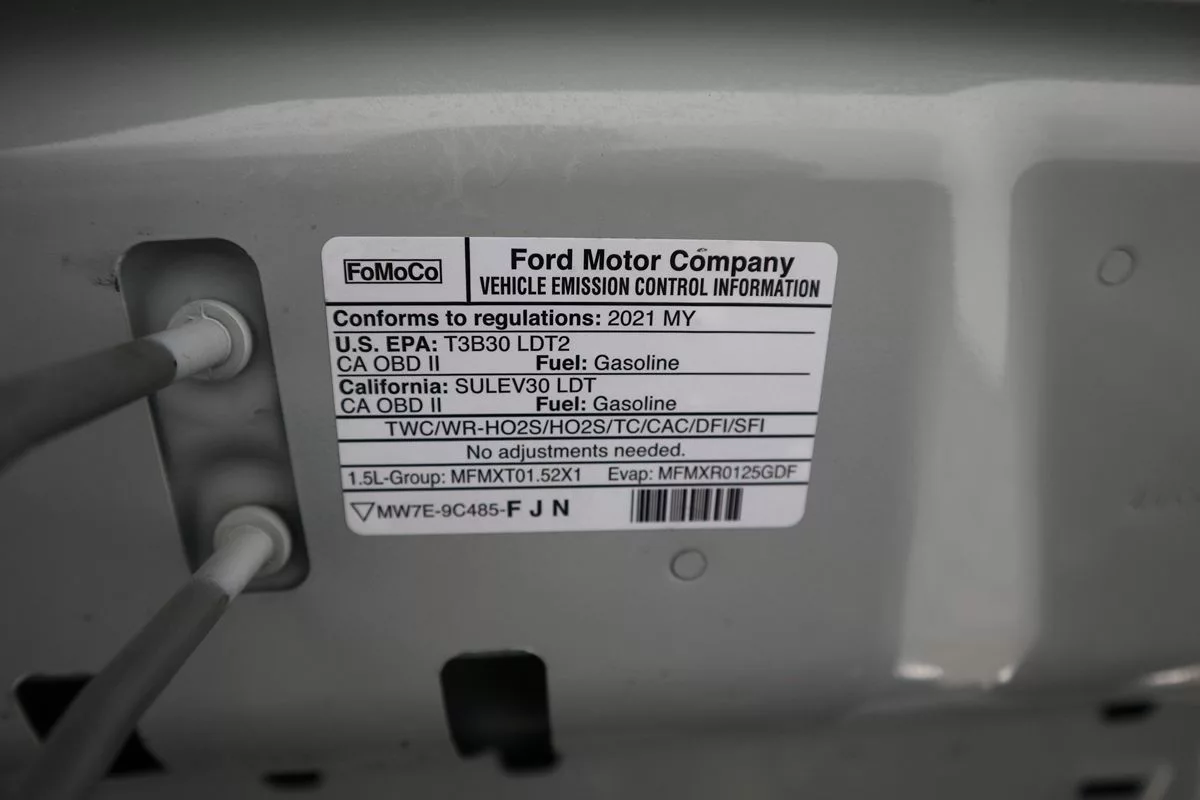 FoMoCo
Ford Motor Company
VEHICLE EMISSION CONTROL INFORMATION
Conforms to regulations: 2021 MY
U.S. EPA: T3B30 LDT2
CA OBD II Fuel: Gasoline
California: SULEV30 LDT
CA OBD II Fuel: Gasoline
TWC/WR-HO2S/HO2S/TC/CAC/DFI/SFI
No adjustments needed.
1.5L-Group: MFMXT01.52X1 Evap: MFMXR0125GDF
▽MW7E-9C485-F J N